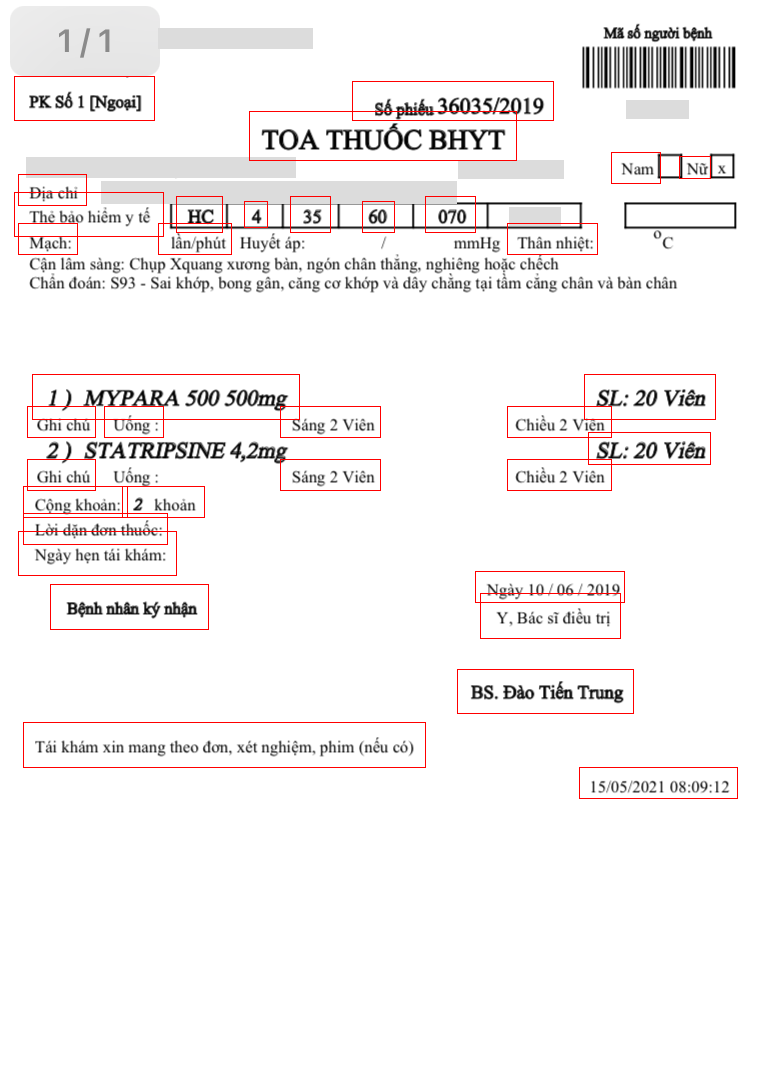 1/1
Mã số người bệnh
PK Số 1 [Ngoại]
Số phiếu 36035/2019
TOA THUỐC BHYT
Nam Nữ x
Địa chỉ
Thẻ bảo hiểm y tế HC 4 35 60 070
Mạch: lần/phút Huyết áp: / mmHg Thân nhiệt: oC
Cận lâm sàng: Chụp Xquang xương bàn, ngón chân thẳng, nghiêng hoặc chếch
Chẩn đoán: S93 - Sai khớp, bong gân, căng cơ khớp và dây chằng tại tầm cẳng chân và bàn chân
1 ) MYPARA 500 500mg SL: 20 Viên
Ghi chú Uống : Sáng 2 Viên Chiều 2 Viên
2 ) STATRIPSINE 4,2mg SL: 20 Viên
Ghi chú Uống : Sáng 2 Viên Chiều 2 Viên
Cộng khoản: 2 khoản
Lời dặn đơn thuốc:
Ngày hẹn tái khám:
Ngày 10 / 06 / 2019
Bệnh nhân ký nhận
Y, Bác sĩ điều trị
BS. Đào Tiến Trung
Tái khám xin mang theo đơn, xét nghiệm, phim (nếu có)
15/05/2021 08:09:12